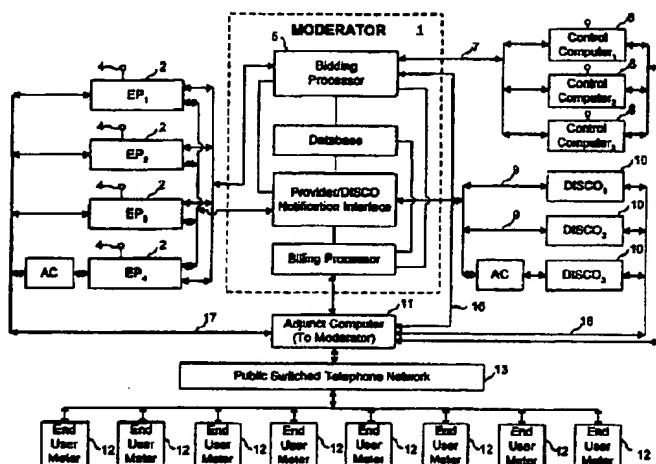 MODERATOR 1
5
Bidding
Processor
Database
Provider/DISCO
Notification Interface
Billing Processor
4 2
EP₁
4 2
EP₂
4 2
EP₃
4 2
AC
EP₄
17
7
Control
Computer₁
Control
Computer₂
Control
Computer₃
9
10
DISCO₁
9
10
DISCO₂
10
AC
DISCO₃
16
18
11
Adjunct Computer
(To Moderator)
Public Switched Telephone Network
13
End
User
Meter
12
End
User
Meter
12
End
User
Meter
12
End
User
Meter
12
End
User
Meter
12
End
User
Meter
12
End
User
Meter
12
End
User
Meter
12